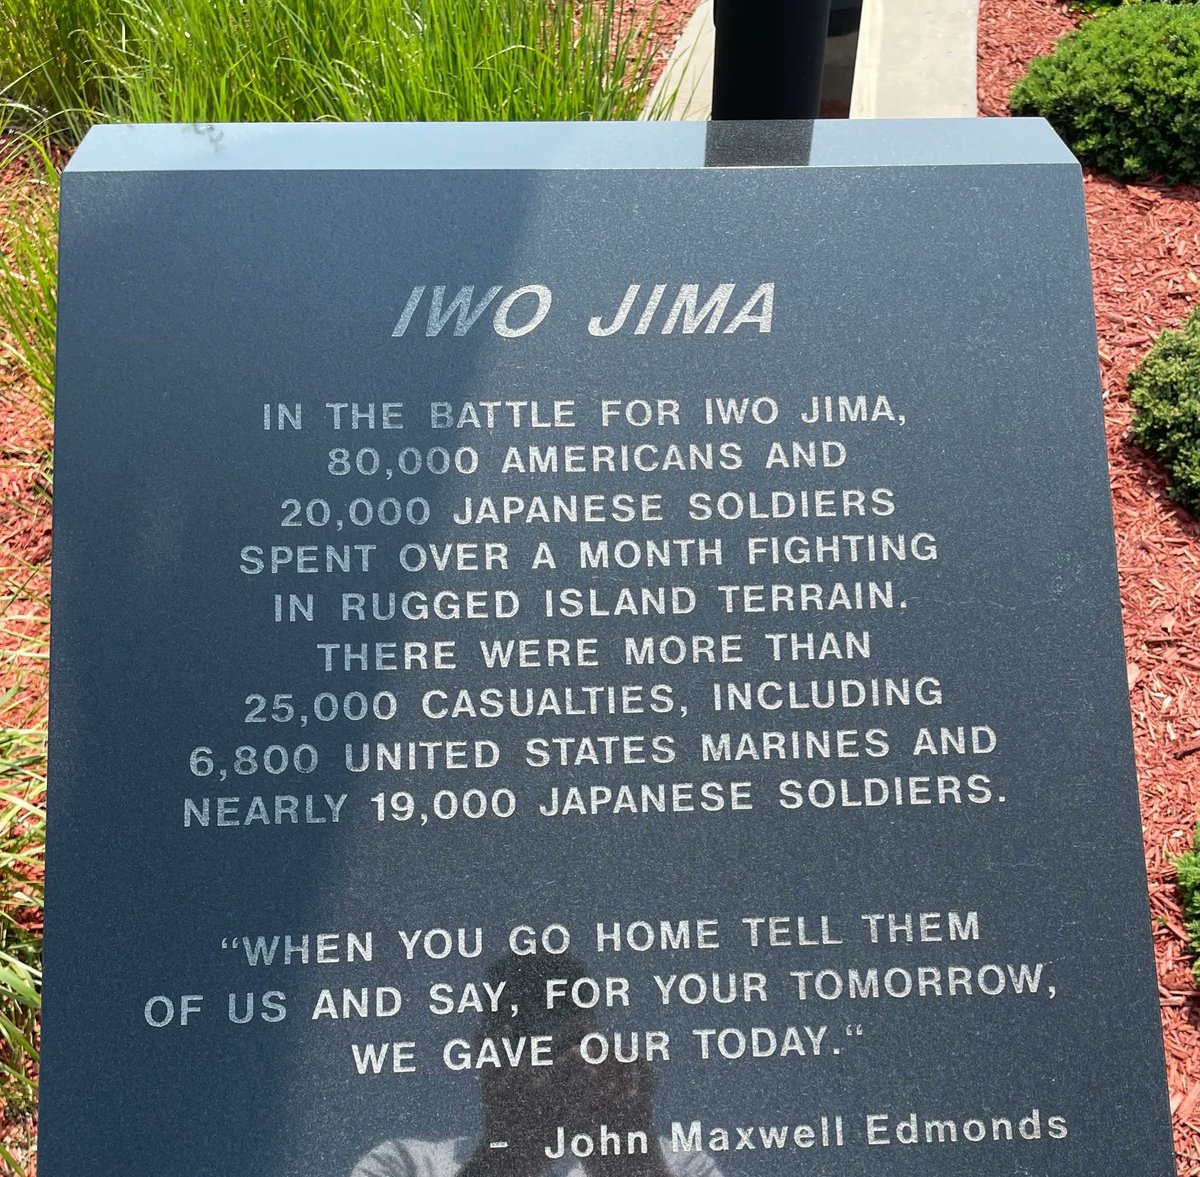 IWO JIMA
IN THE BATTLE FOR IWO JIMA,
80,000 AMERICANS AND
20,000 JAPANESE SOLDIERS
SPENT OVER A MONTH FIGHTING
IN RUGGED ISLAND TERRAIN.
THERE WERE MORE THAN
25,000 CASUALTIES, INCLUDING
6,800 UNITED STATES MARINES AND
NEARLY 19,000 JAPANESE SOLDIERS.
“WHEN YOU GO HOME TELL THEM
OF US AND SAY, FOR YOUR TOMORROW,
WE GAVE OUR TODAY.“
– John Maxwell Edmonds